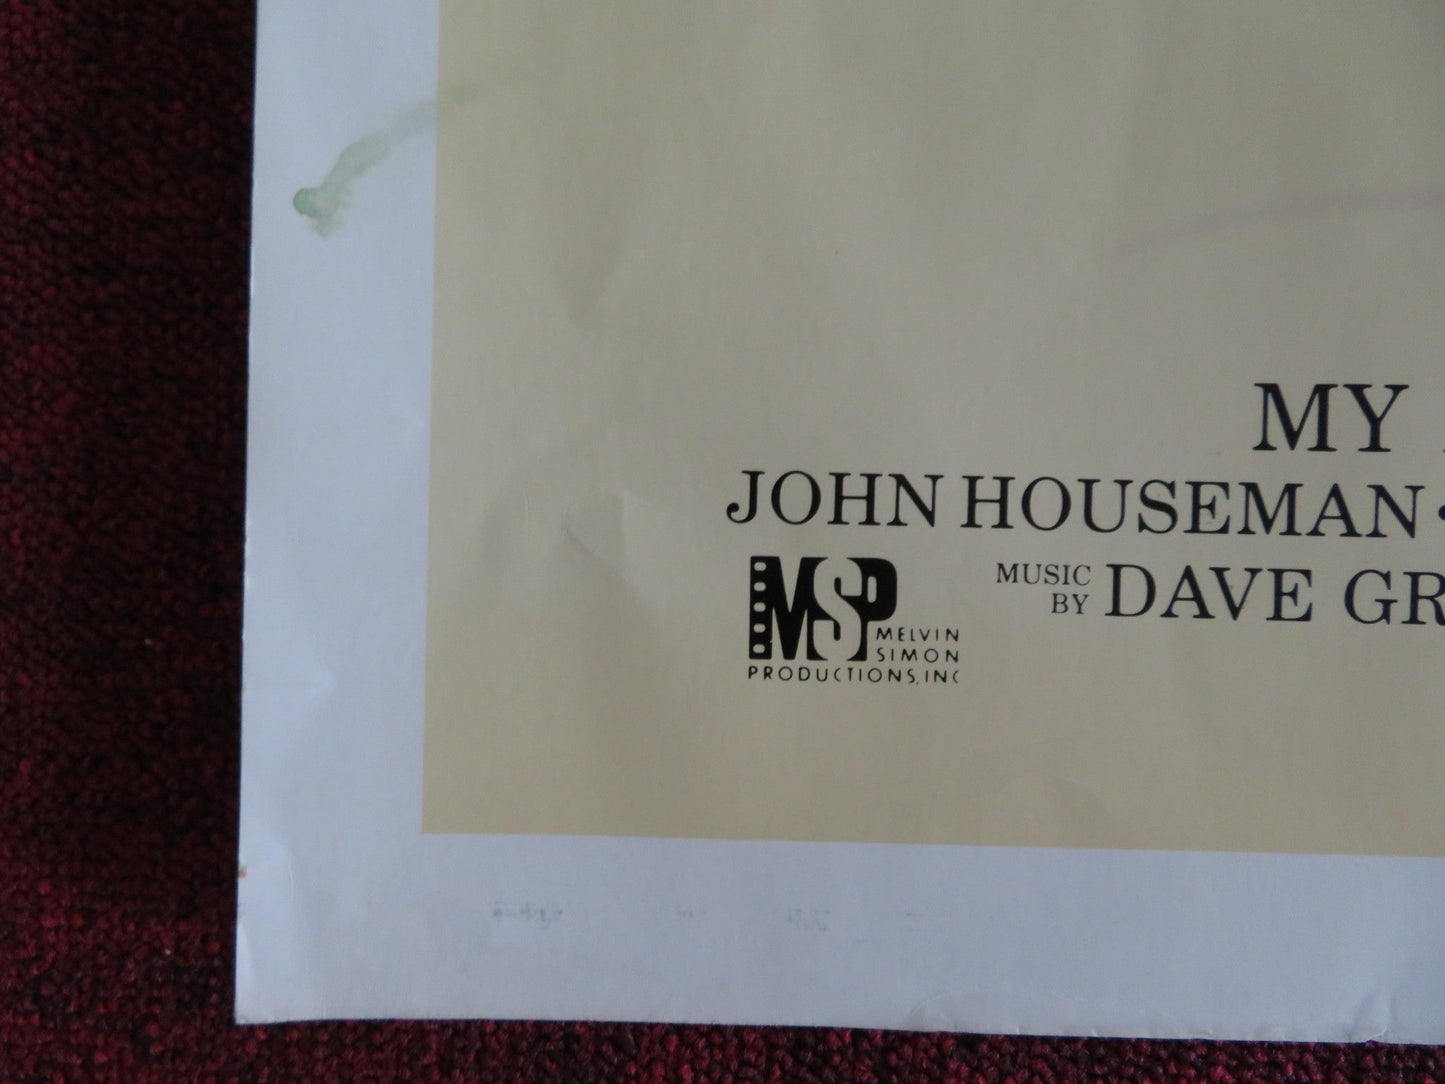 MY
JOHN HOUSEMAN •
MUSIC BY DAVE GR
MSP
MELVIN
SIMON
PRODUCTIONS, INC